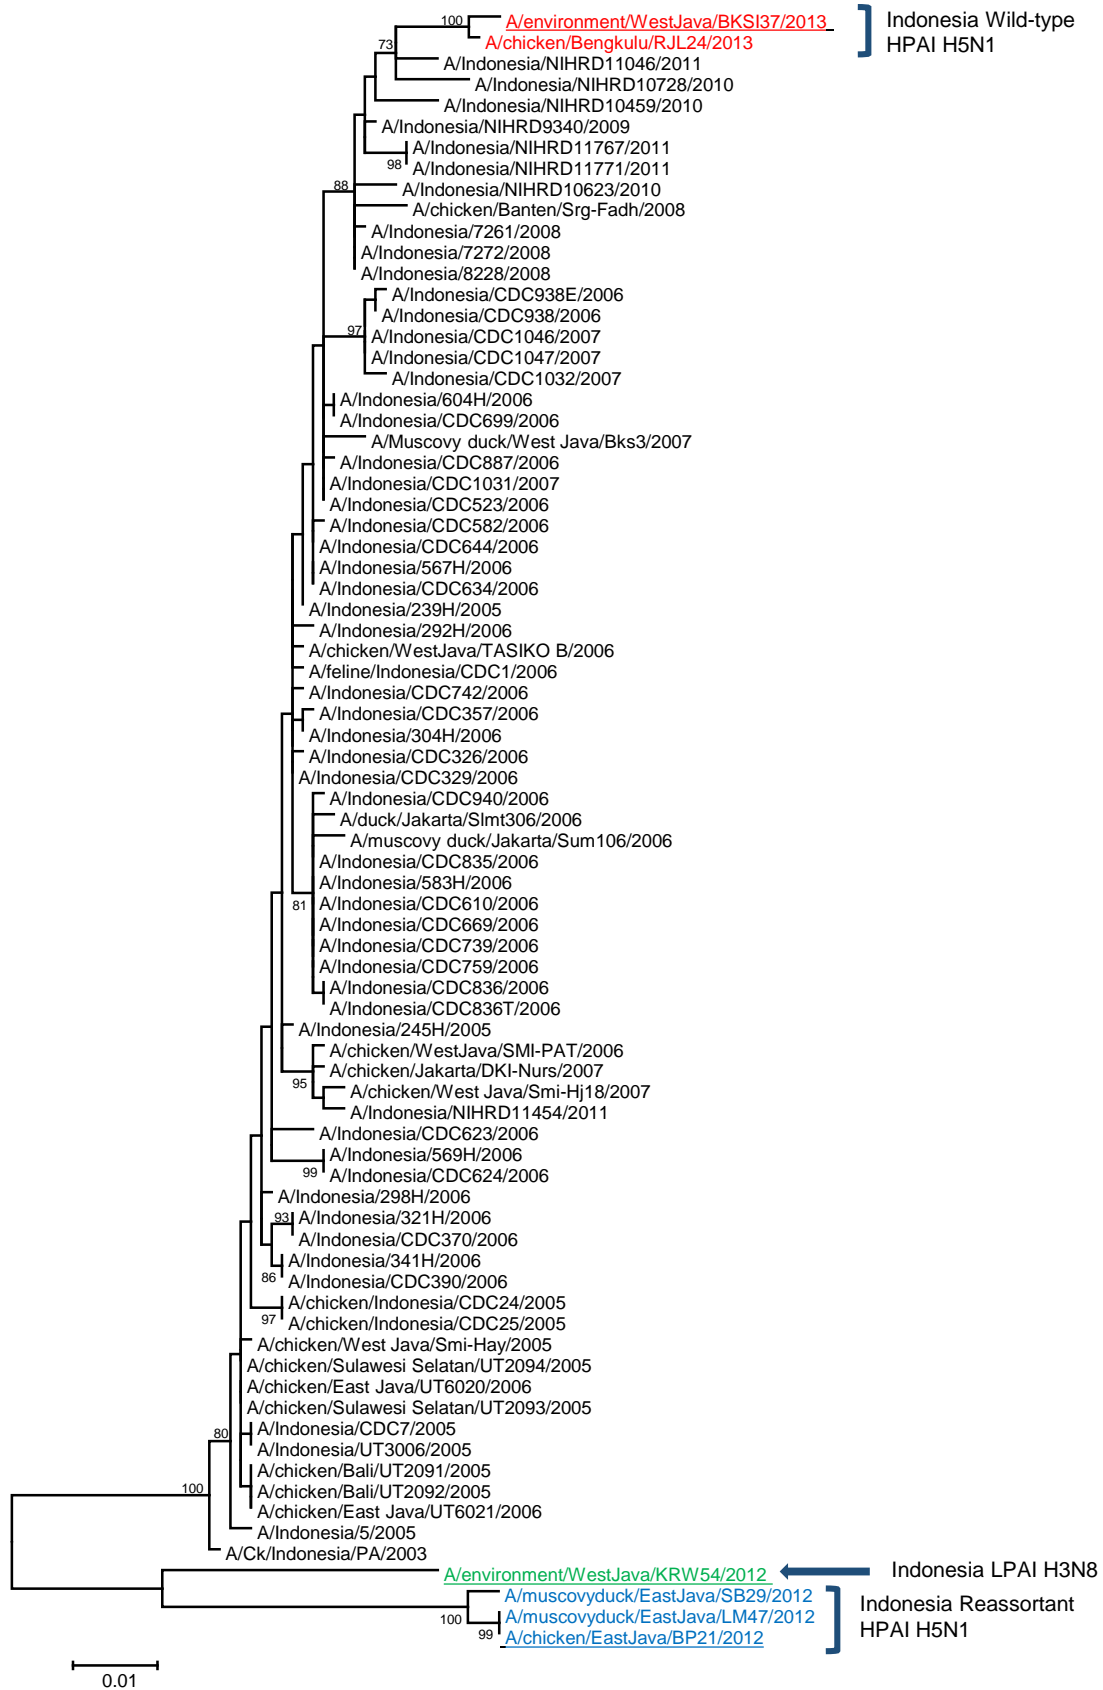 100
A/environment/WestJava/BKSI37/2013
A/chicken/Bengkulu/RJL24/2013
Indonesia Wild-type
HPAI H5N1
73
A/Indonesia/NIHRD11046/2011
A/Indonesia/NIHRD10728/2010
A/Indonesia/NIHRD10459/2010
A/Indonesia/NIHRD9340/2009
A/Indonesia/NIHRD11767/2011
98
A/Indonesia/NIHRD11771/2011
88
A/Indonesia/NIHRD10623/2010
A/chicken/Banten/Srg-Fadh/2008
A/Indonesia/7261/2008
A/Indonesia/7272/2008
A/Indonesia/8228/2008
A/Indonesia/CDC938E/2006
A/Indonesia/CDC938/2006
97
A/Indonesia/CDC1046/2007
A/Indonesia/CDC1047/2007
A/Indonesia/CDC1032/2007
A/Indonesia/604H/2006
A/Indonesia/CDC699/2006
A/Muscovy duck/West Java/Bks3/2007
A/Indonesia/CDC887/2006
A/Indonesia/CDC1031/2007
A/Indonesia/CDC523/2006
A/Indonesia/CDC582/2006
A/Indonesia/CDC644/2006
A/Indonesia/567H/2006
A/Indonesia/CDC634/2006
A/Indonesia/239H/2005
A/Indonesia/292H/2006
A/chicken/WestJava/TASIKO B/2006
A/feline/Indonesia/CDC1/2006
A/Indonesia/CDC742/2006
A/Indonesia/CDC357/2006
A/Indonesia/304H/2006
A/Indonesia/CDC326/2006
A/Indonesia/CDC329/2006
A/Indonesia/CDC940/2006
A/duck/Jakarta/Slmt306/2006
A/muscovy duck/Jakarta/Sum106/2006
A/Indonesia/CDC835/2006
A/Indonesia/583H/2006
81
A/Indonesia/CDC610/2006
A/Indonesia/CDC669/2006
A/Indonesia/CDC739/2006
A/Indonesia/CDC759/2006
A/Indonesia/CDC836/2006
A/Indonesia/CDC836T/2006
A/Indonesia/245H/2005
A/chicken/WestJava/SMI-PAT/2006
A/chicken/Jakarta/DKI-Nurs/2007
95
A/chicken/West Java/Smi-Hj18/2007
A/Indonesia/NIHRD11454/2011
A/Indonesia/CDC623/2006
A/Indonesia/569H/2006
99
A/Indonesia/CDC624/2006
A/Indonesia/298H/2006
93
A/Indonesia/321H/2006
A/Indonesia/CDC370/2006
A/Indonesia/341H/2006
86
A/Indonesia/CDC390/2006
A/chicken/Indonesia/CDC24/2005
97
A/chicken/Indonesia/CDC25/2005
A/chicken/West Java/Smi-Hay/2005
A/chicken/Sulawesi Selatan/UT2094/2005
A/chicken/East Java/UT6020/2006
A/chicken/Sulawesi Selatan/UT2093/2005
80
A/Indonesia/CDC7/2005
A/Indonesia/UT3006/2005
A/chicken/Bali/UT2091/2005
100
A/chicken/Bali/UT2092/2005
A/chicken/East Java/UT6021/2006
A/Indonesia/5/2005
A/Ck/Indonesia/PA/2003
A/environment/WestJava/KRW54/2012
Indonesia LPAI H3N8
A/muscovyduck/EastJava/SB29/2012
100
A/muscovyduck/EastJava/LM47/2012
99
A/chicken/EastJava/BP21/2012
Indonesia Reassortant
HPAI H5N1
0.01